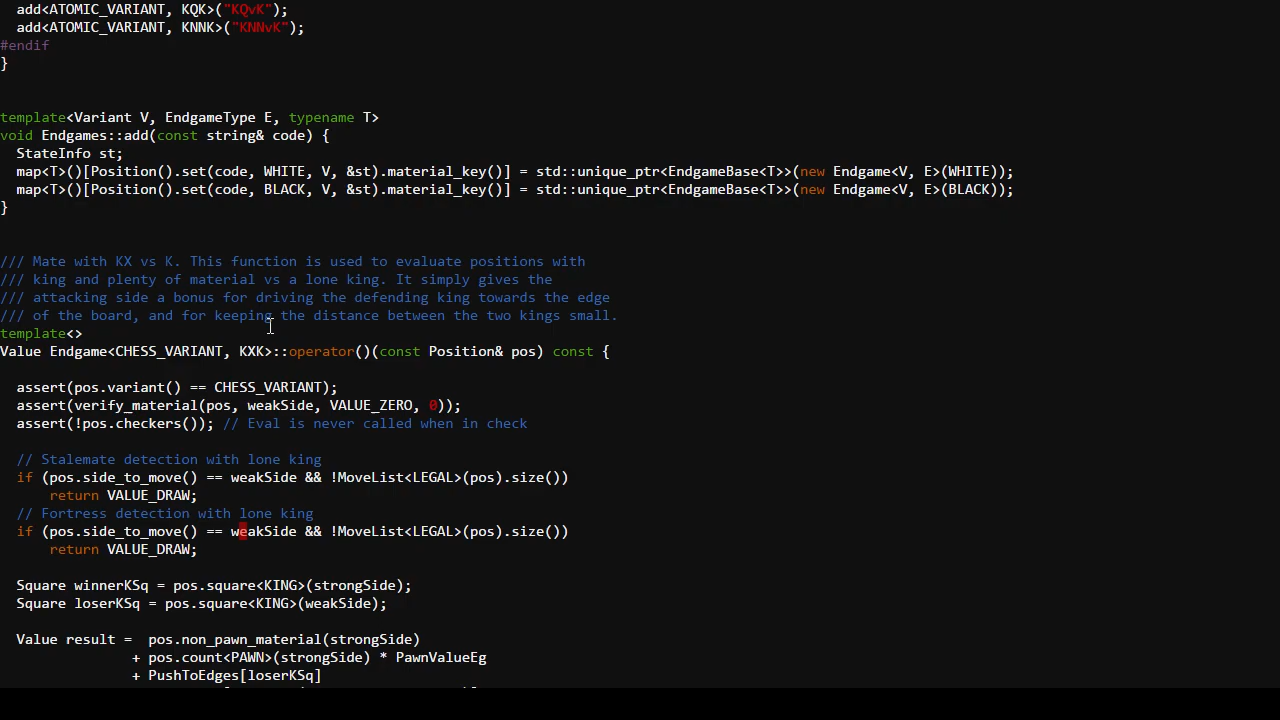 add<ATOMIC_VARIANT, KQK>("KQvK");
add<ATOMIC_VARIANT, KNNK>("KNNvK");
#endif
}
template<Variant V, EndgameType E, typename T>
void Endgames::add(const string& code) {
StateInfo st;
map<T>()[Position().set(code, WHITE, V, &st).material_key()] = std::unique_ptr<EndgameBase<T>>(new Endgame<V, E>(WHITE));
map<T>()[Position().set(code, BLACK, V, &st).material_key()] = std::unique_ptr<EndgameBase<T>>(new Endgame<V, E>(BLACK));
}
/// Mate with KX vs K. This function is used to evaluate positions with
/// king and plenty of material vs a lone king. It simply gives the
/// attacking side a bonus for driving the defending king towards the edge
/// of the board, and for keeping the distance between the two kings small.
template<>
Value Endgame<CHESS_VARIANT, KXK>::operator()(const Position& pos) const {
assert(pos.variant() == CHESS_VARIANT);
assert(verify_material(pos, weakSide, VALUE_ZERO, 0));
assert(!pos.checkers()); // Eval is never called when in check
// Stalemate detection with lone king
if (pos.side_to_move() == weakSide && !MoveList<LEGAL>(pos).size())
return VALUE_DRAW;
// Fortress detection with lone king
if (pos.side_to_move() == weakSide && !MoveList<LEGAL>(pos).size())
return VALUE_DRAW;
Square winnerKSq = pos.square<KING>(strongSide);
Square loserKSq = pos.square<KING>(weakSide);
Value result = pos.non_pawn_material(strongSide)
+ pos.count<PAWN>(strongSide) * PawnValueEg
+ PushToEdges[loserKSq]